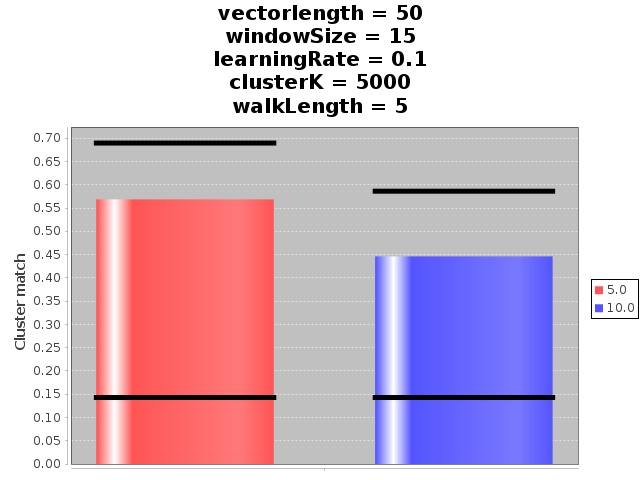 vectorlength = 50
windowSize = 15
learningRate = 0.1
clusterK = 5000
walkLength = 5
0.70
0.65
0.60
0.55
0.50
0.45
0.40
0.35
0.30
0.25
0.20
0.15
0.10
0.05
0.00
Cluster match
5.0
10.0